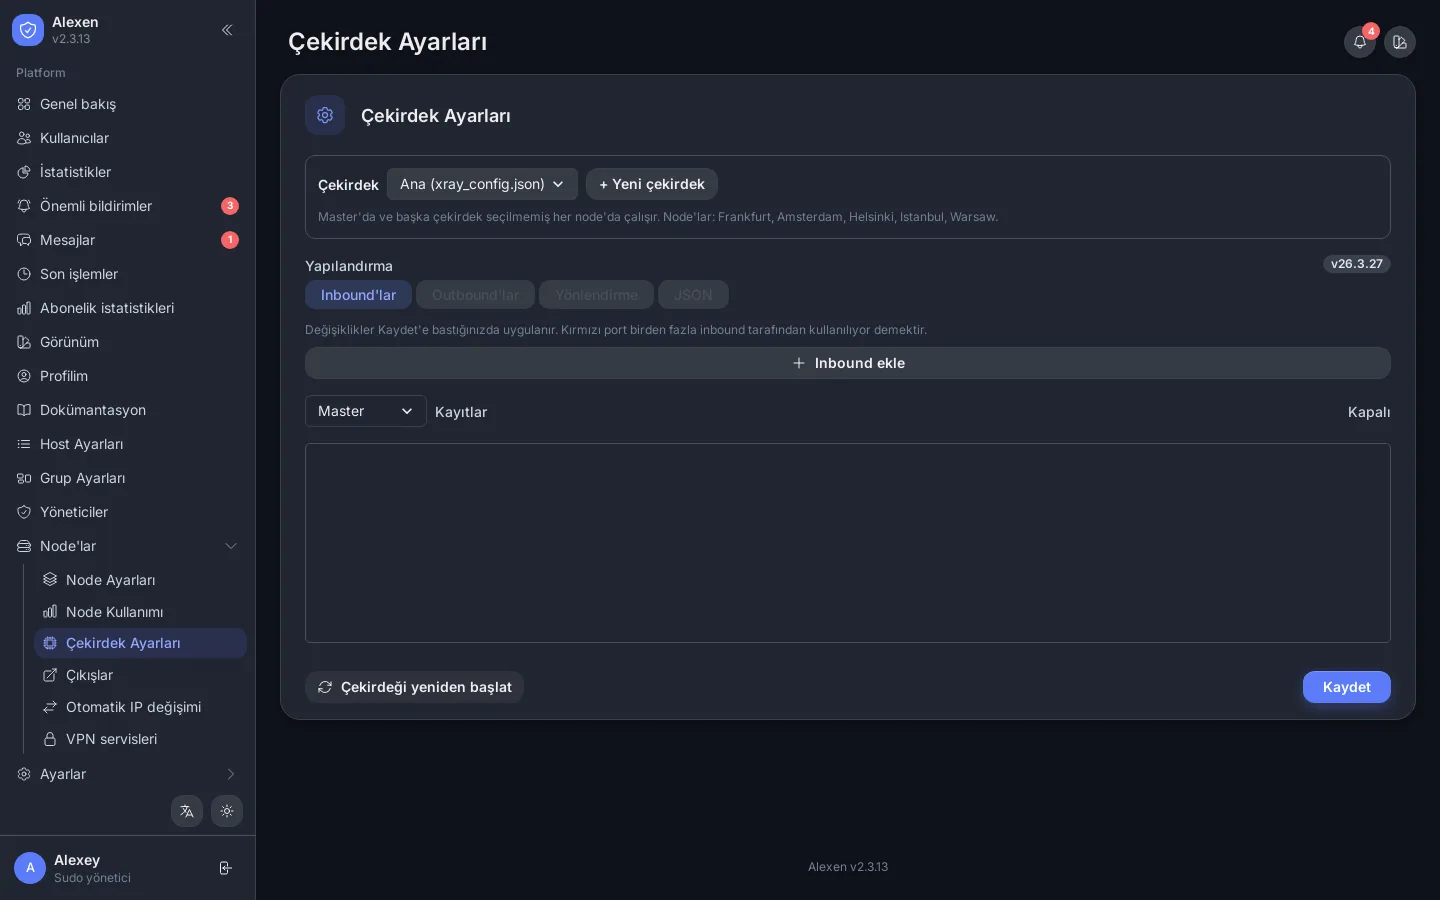 Alexen
v2.3.13
Platform
Genel bakış
Kullanıcılar
İstatistikler
Önemli bildirimler
3
Mesajlar
1
Son işlemler
Abonelik istatistikleri
Görünüm
Profilim
Dokümantasyon
Host Ayarları
Grup Ayarları
Yöneticiler
Node'lar
Node Ayarları
Node Kullanımı
Çekirdek Ayarları
Çıkışlar
Otomatik IP değişimi
VPN servisleri
Ayarlar
A
Alexey
Sudo yönetici
Çekirdek Ayarları
4
Çekirdek Ayarları
Çekirdek
Ana (xray_config.json)
+ Yeni çekirdek
Master'da ve başka çekirdek seçilmemiş her node'da çalışır. Node'lar: Frankfurt, Amsterdam, Helsinki, Istanbul, Warsaw.
Yapılandırma
v26.3.27
Inbound'lar
Outbound'lar
Yönlendirme
JSON
Değişiklikler Kaydet'e bastığınızda uygulanır. Kırmızı port birden fazla inbound tarafından kullanılıyor demektir.
Inbound ekle
Master
Kayıtlar
Kapalı
Çekirdeği yeniden başlat
Kaydet
Alexen v2.3.13